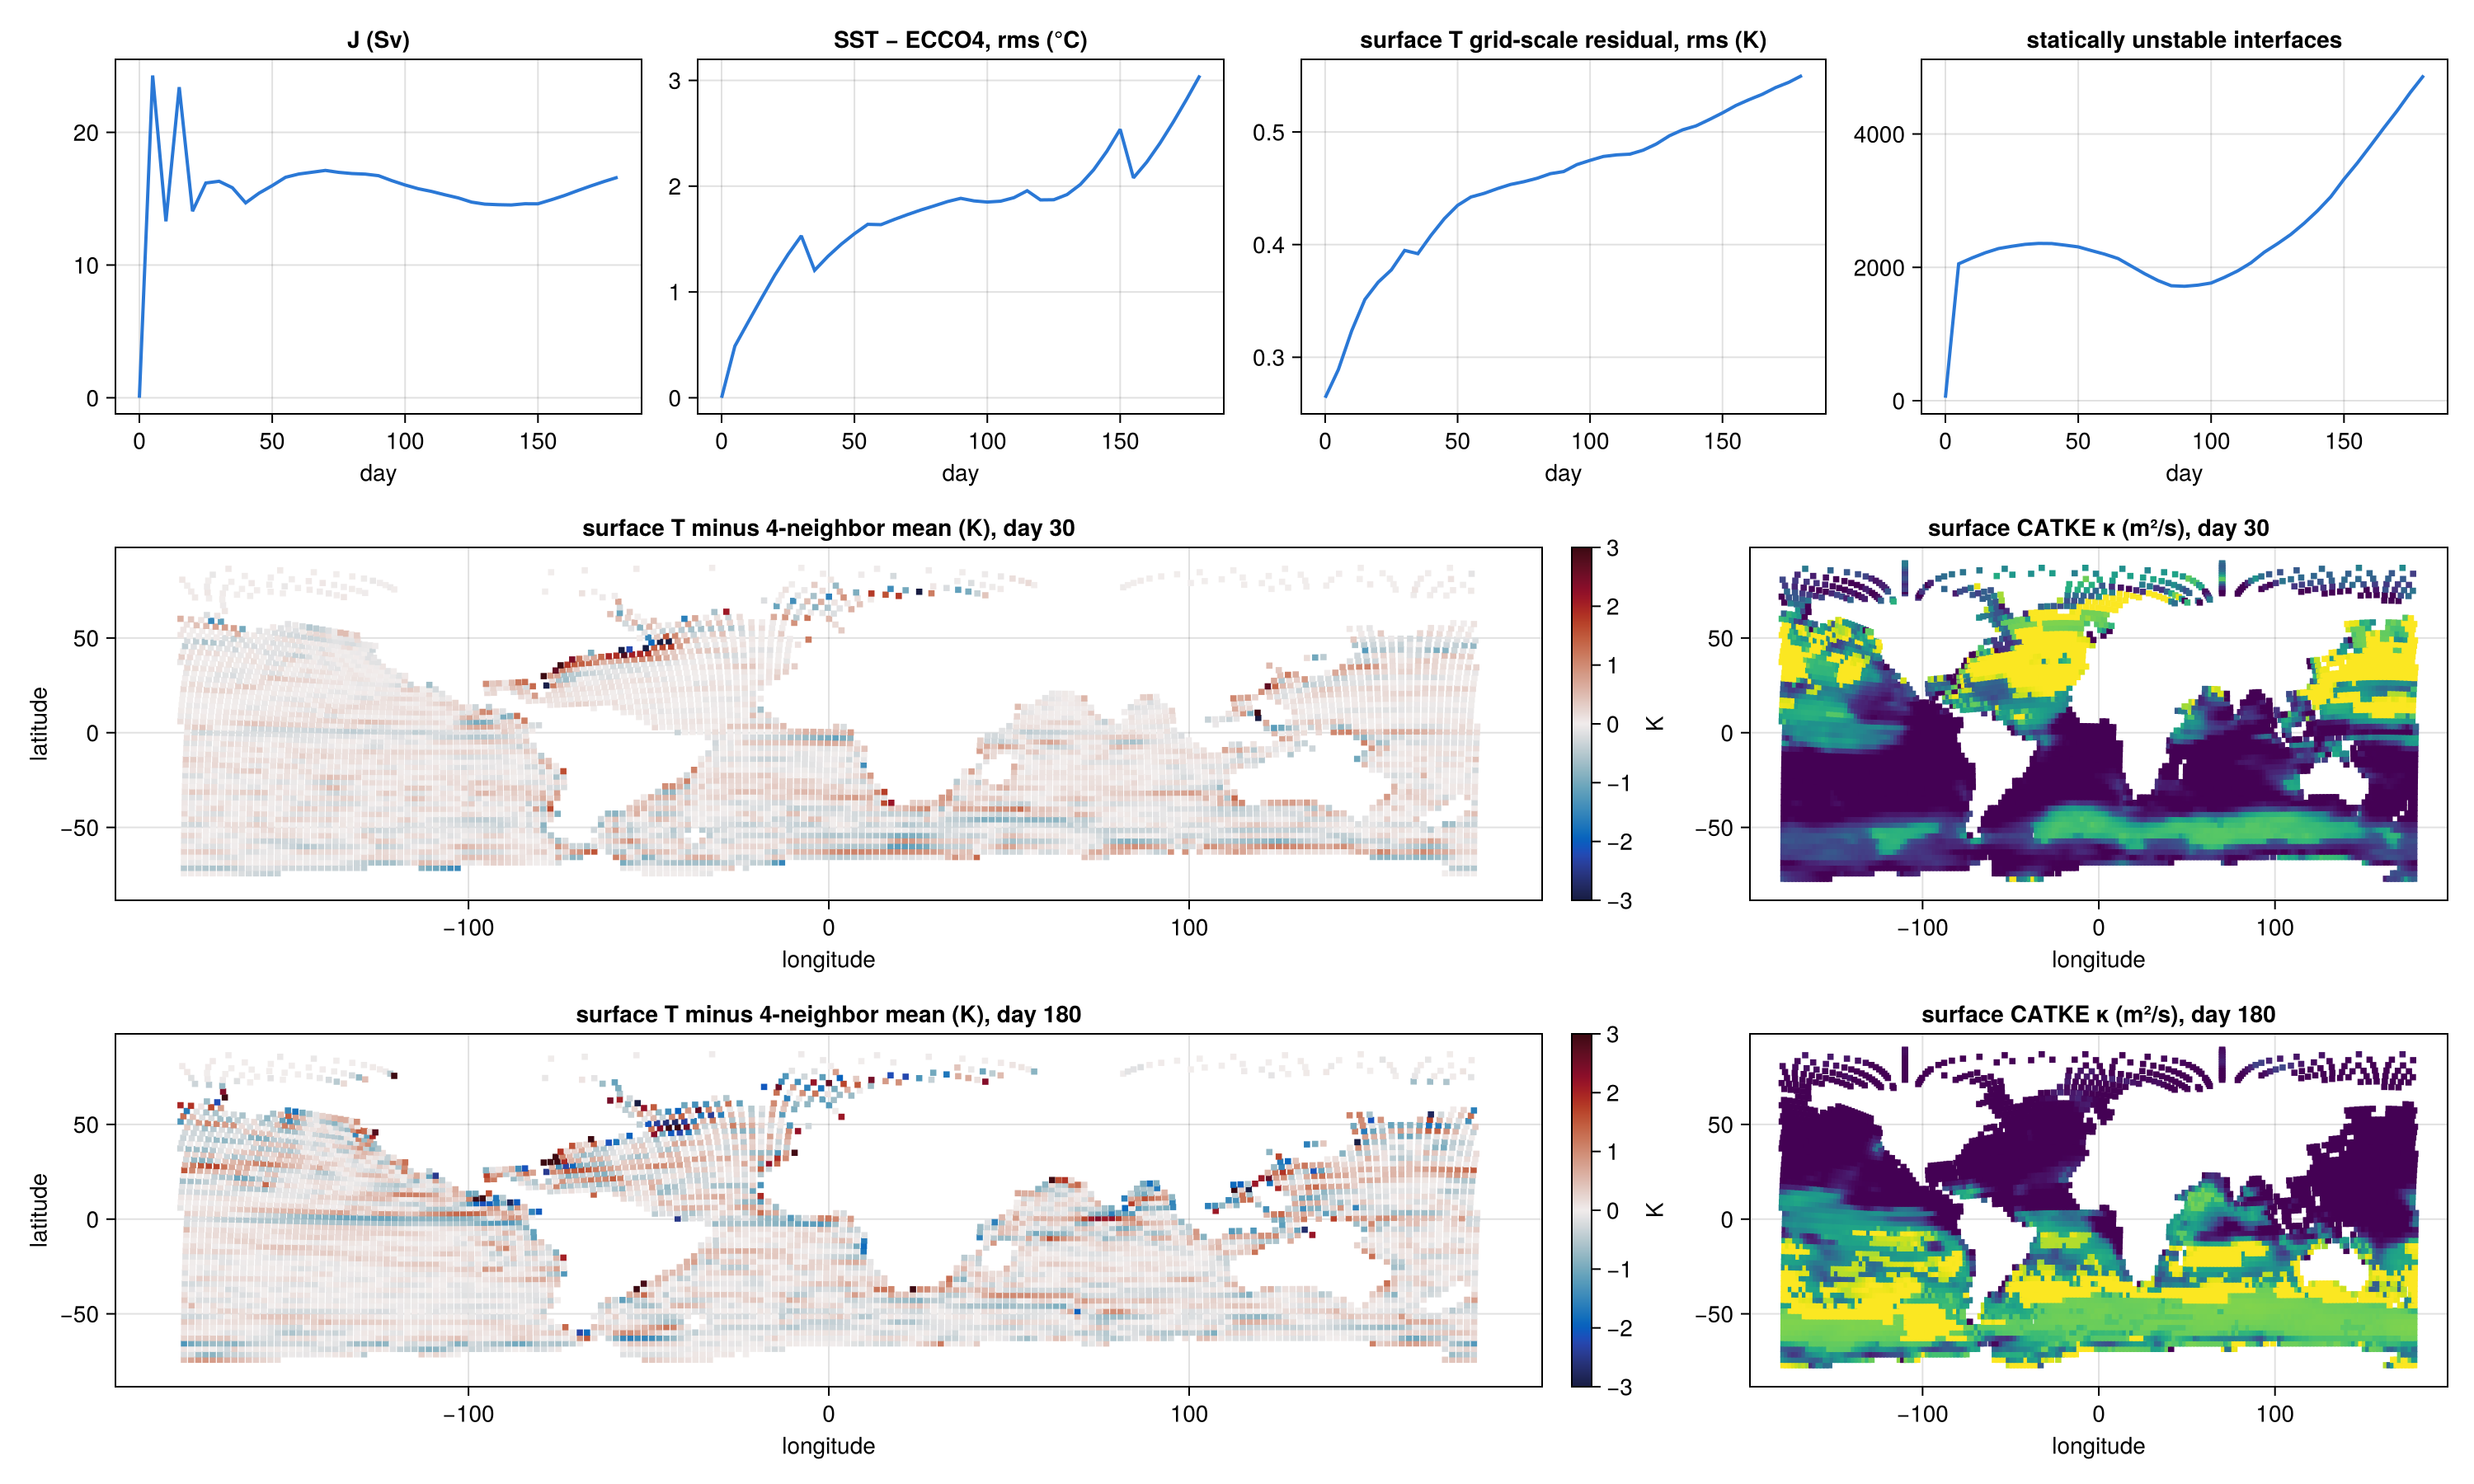 J (Sv)
20
10
0
0 50 100 150
day
SST − ECCO4, rms (°C)
3
2
1
0
0 50 100 150
day
surface T grid-scale residual, rms (K)
0.5
0.4
0.3
0 50 100 150
day
statically unstable interfaces
4000
2000
0
0 50 100 150
day
surface T minus 4-neighbor mean (K), day 30
latitude
50
0
−50
−100 0 100
longitude
3
2
1
0
−1
−2
−3
K
surface CATKE κ (m²/s), day 30
50
0
−50
−100 0 100
longitude
surface T minus 4-neighbor mean (K), day 180
latitude
50
0
−50
−100 0 100
longitude
3
2
1
0
−1
−2
−3
K
surface CATKE κ (m²/s), day 180
50
0
−50
−100 0 100
longitude